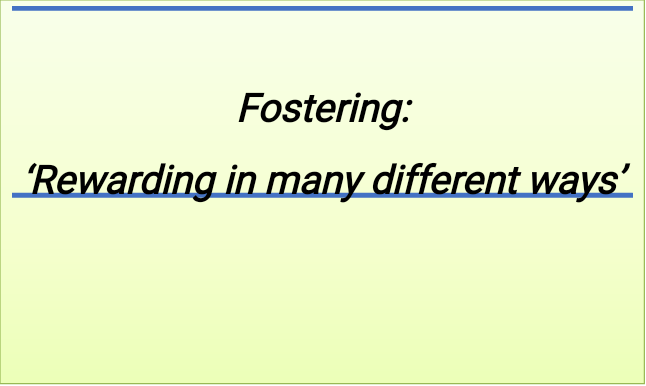 Fostering:
‘Rewarding in many different ways’